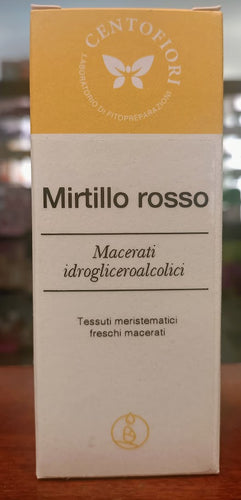 CENTOFIORI
LABORATORIO DI FITOPREPARAZIONI
Mirtillo rosso
Macerati
idrogliceroalcolici
Tessuti meristematici
freschi macerati